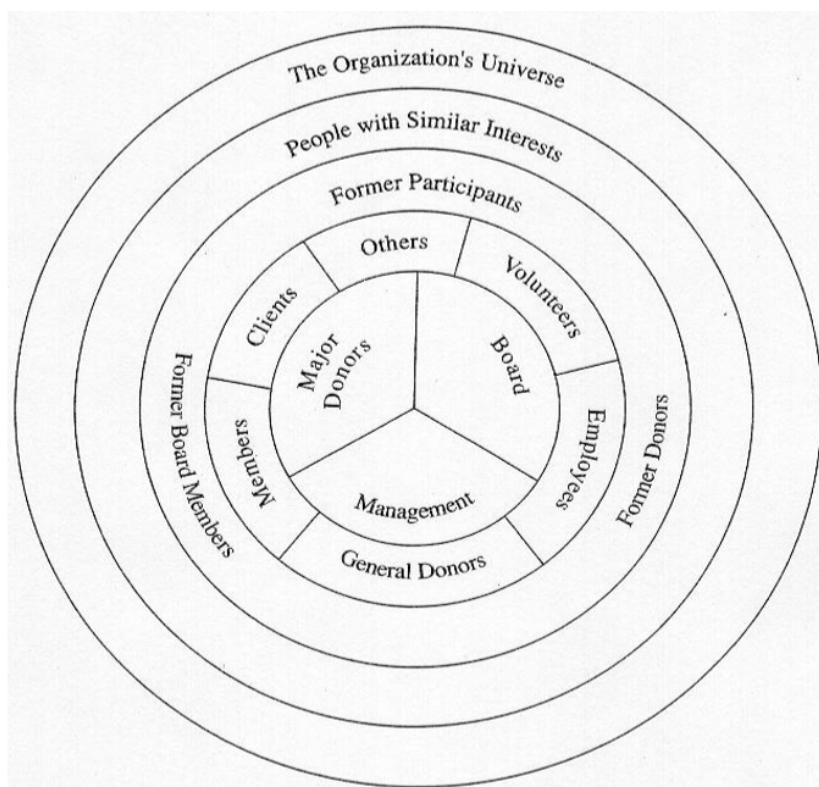 The Organization's Universe
People with Similar Interests
Former Participants
Others
Volunteers
Clients
Major
Donors
Board
Former Board Members
Members
Employees
Former Donors
Management
General Donors